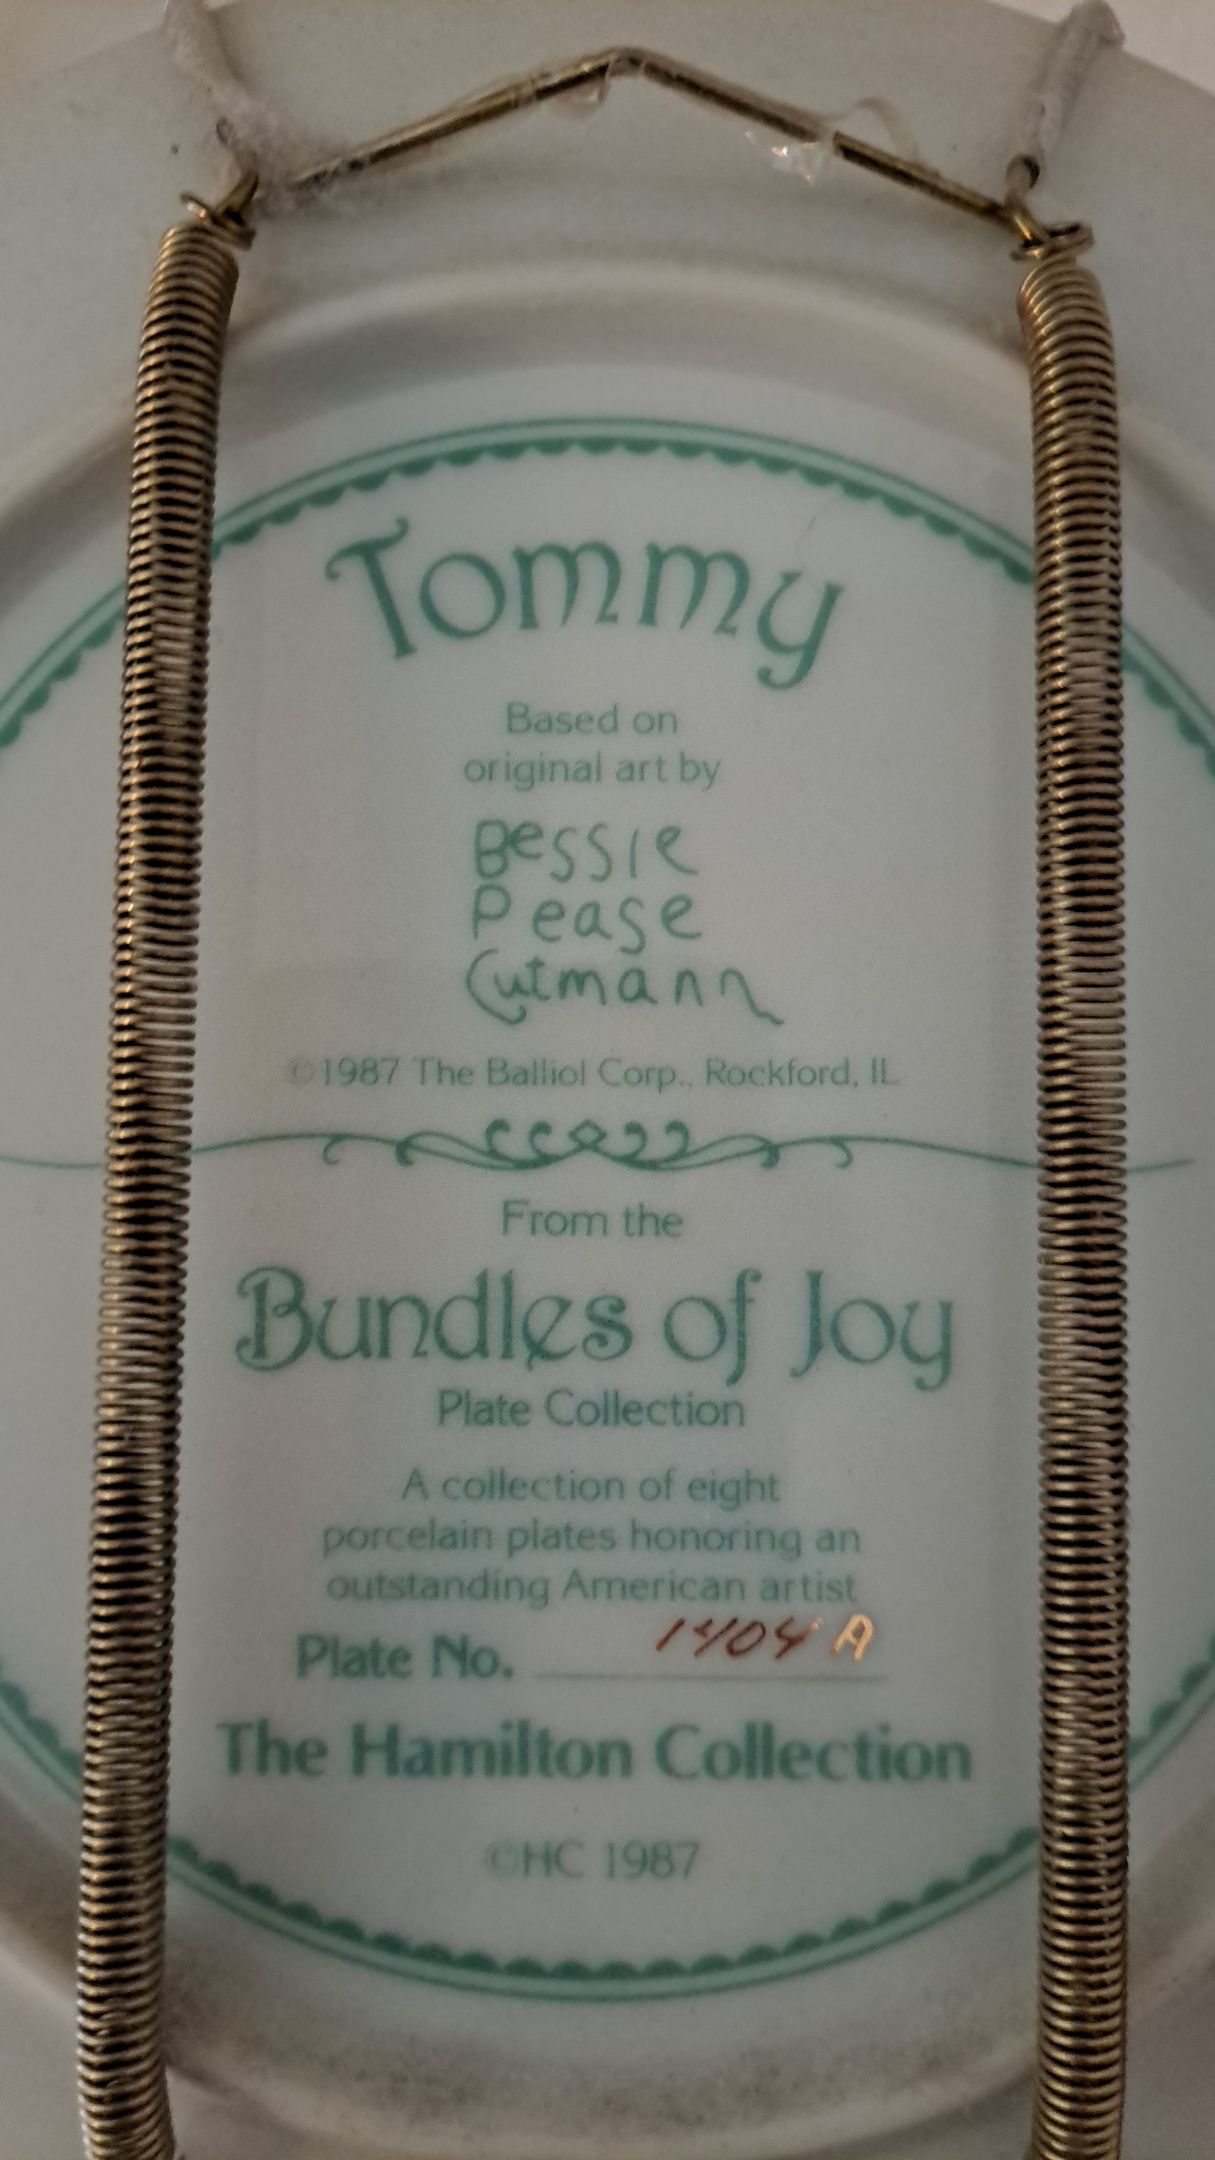 Tommy
Based on
original art by
Bessie
Pease
Gutmann
©1987 The Balliol Corp., Rockford, IL
From the
Bundles of Joy
Plate Collection
A collection of eight
porcelain plates honoring an
outstanding American artist
Plate No. 1404 A
The Hamilton Collection
©HC 1987